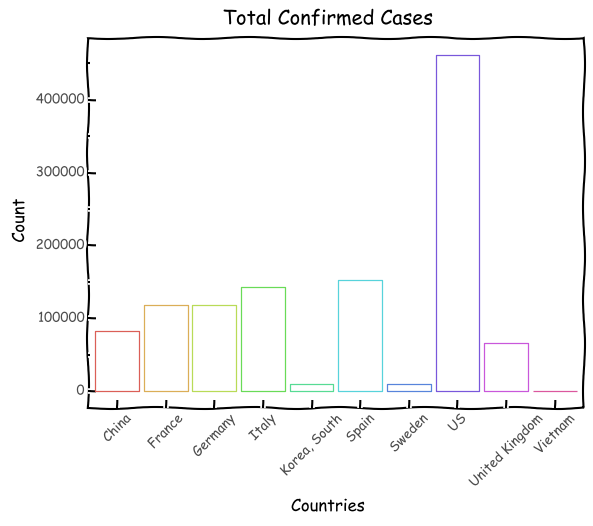 Total Confirmed Cases
Count
400000
300000
200000
100000
0
China
France
Germany
Italy
Korea, South
Spain
Sweden
US
United Kingdom
Vietnam
Countries